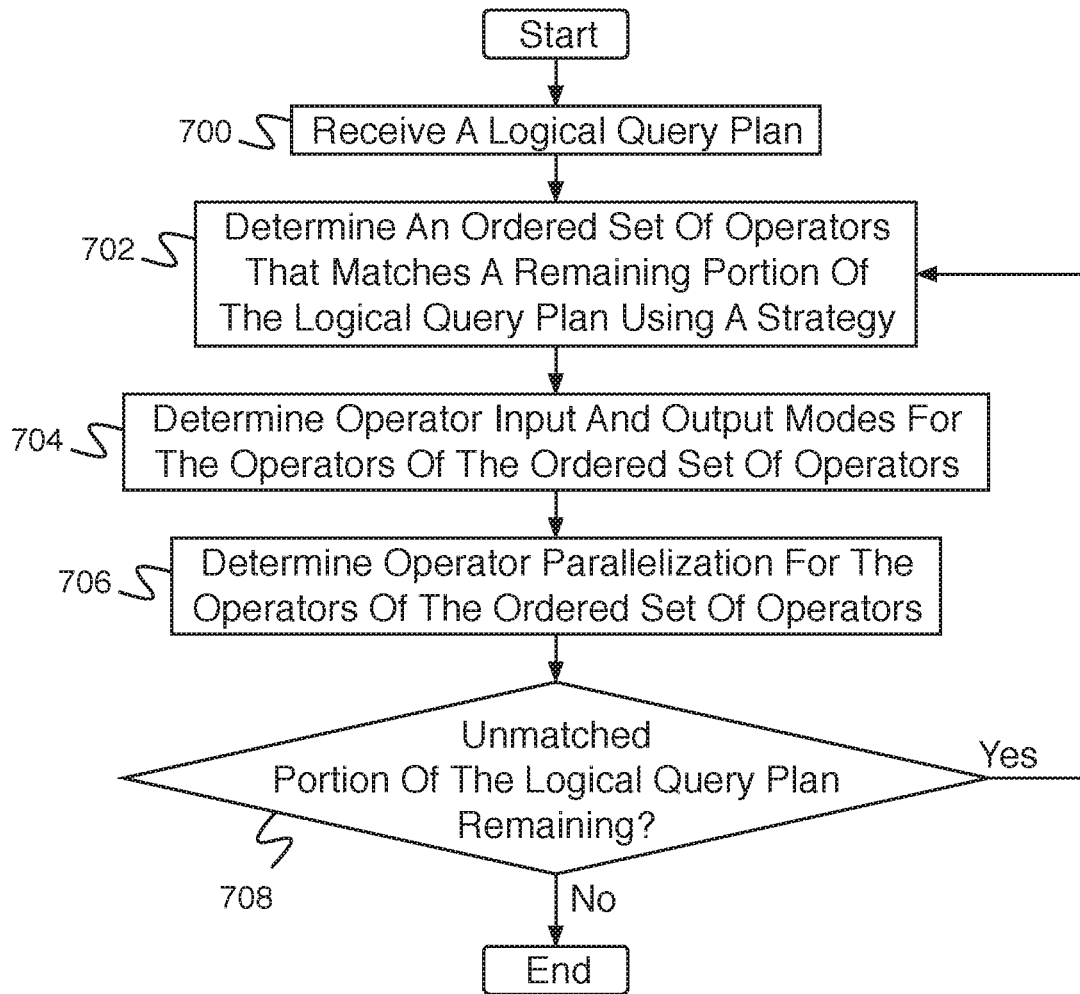 Start
700
Receive A Logical Query Plan
702
Determine An Ordered Set Of Operators
That Matches A Remaining Portion Of
The Logical Query Plan Using A Strategy
704
Determine Operator Input And Output Modes For
The Operators Of The Ordered Set Of Operators
706
Determine Operator Parallelization For The
Operators Of The Ordered Set Of Operators
Unmatched
Portion Of The Logical Query Plan
Remaining?
Yes
708
No
End